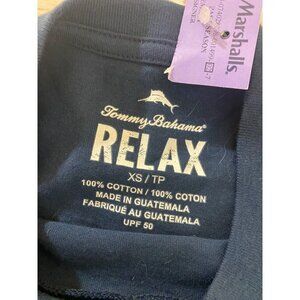 Marshalls.
Tommy Bahama®
RELAX
XS / TP
100% COTTON / 100% COTON
MADE IN GUATEMALA
FABRIQUÉ AU GUATEMALA
UPF 50